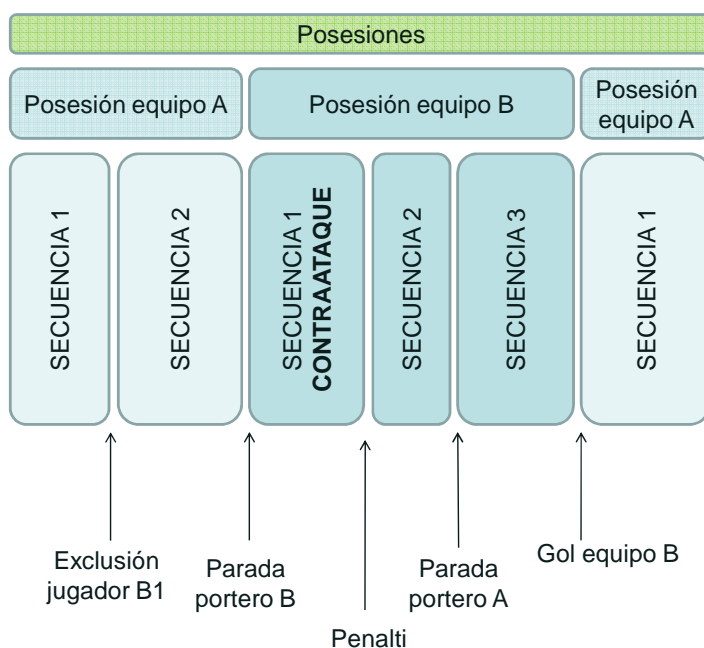 Posesiones
Posesión equipo A
Posesión equipo B
Posesión
equipo A
SECUENCIA 1
SECUENCIA 2
SECUENCIA 1
CONTRAATAQUE
SECUENCIA 2
SECUENCIA 3
SECUENCIA 1
Exclusión
jugador B1
Parada
portero B
Penalti
Parada
portero A
Gol equipo B